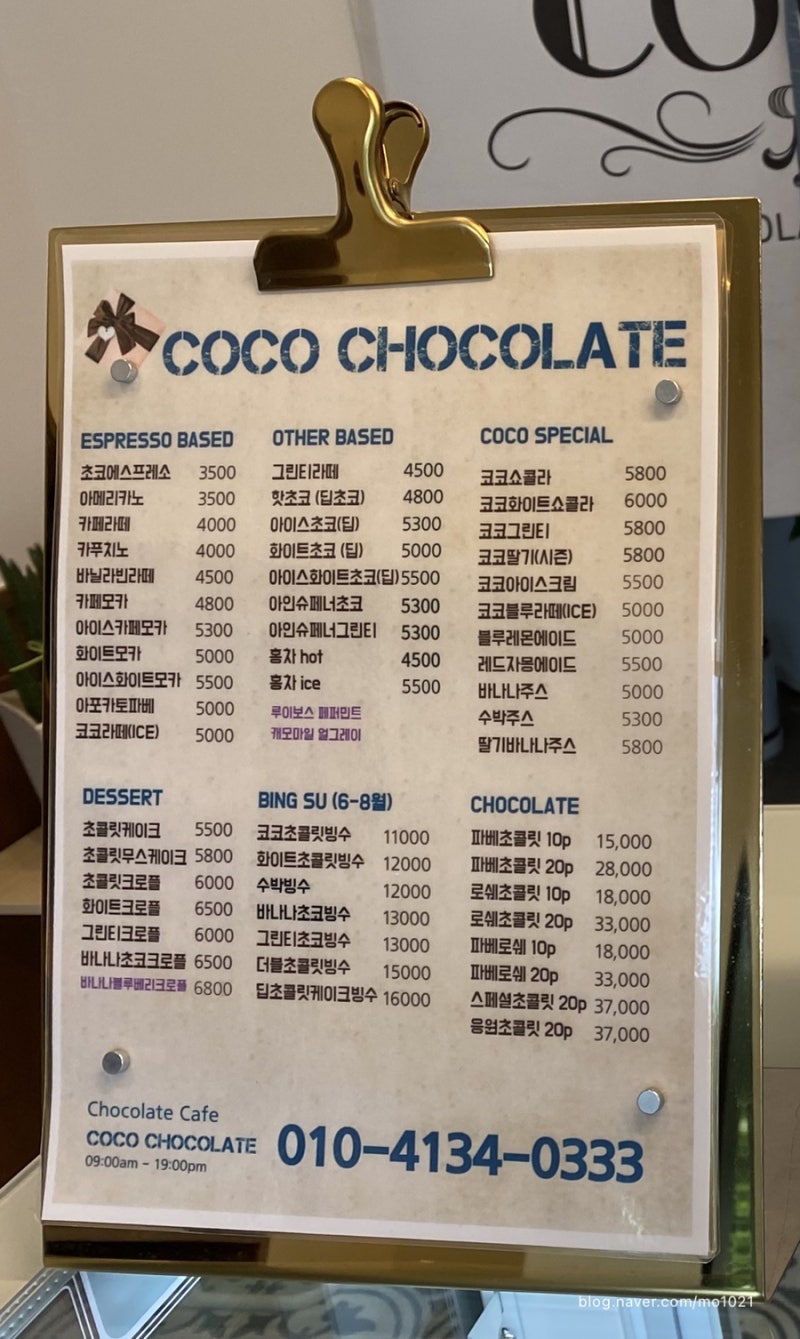 COCO CHOCOLATE
ESPRESSO BASED
초코에스프레소 3500
아메리카노 3500
카페라떼 4000
카푸치노 4000
바닐라빈라떼 4500
카페모카 4800
아이스카페모카 5300
화이트모카 5000
아이스화이트모카 5500
아포카토파베 5000
코코라떼(ICE) 5000
OTHER BASED
그린티라떼 4500
핫초코 (딥초코) 4800
아이스초코(딥) 5300
화이트초코 (딥) 5000
아이스화이트초코(딥) 5500
아인슈페너초코 5300
아인슈페너그린티 5300
홍차 hot 4500
홍차 ice 5500
루이보스 페퍼민트
캐모마일 얼그레이
COCO SPECIAL
코코쇼콜라 5800
코코화이트쇼콜라 6000
코코그린티 5800
코코딸기(시즌) 5800
코코아이스크림 5500
코코블루라떼(ICE) 5000
블루레몬에이드 5000
레드자몽에이드 5500
바나나주스 5000
수박주스 5300
딸기바나나주스 5800
DESSERT
초콜릿케이크 5500
초콜릿무스케이크 5800
초콜릿크로플 6000
화이트크로플 6500
그린티크로플 6000
바나나초코크로플 6500
바나나블루베리크로플 6800
BING SU (6-8월)
코코초콜릿빙수 11000
화이트초콜릿빙수 12000
수박빙수 12000
바나나초코빙수 13000
그린티초코빙수 13000
더블초콜릿빙수 15000
딥초콜릿케이크빙수 16000
CHOCOLATE
파베초콜릿 10p 15,000
파베초콜릿 20p 28,000
로쉐초콜릿 10p 18,000
로쉐초콜릿 20p 33,000
파베로쉐 10p 18,000
파베로쉐 20p 33,000
스페셜초콜릿 20p 37,000
응원초콜릿 20p 37,000
Chocolate Cafe
COCO CHOCOLATE
09:00am - 19:00pm
010-4134-0333
blog.naver.com/mo1021